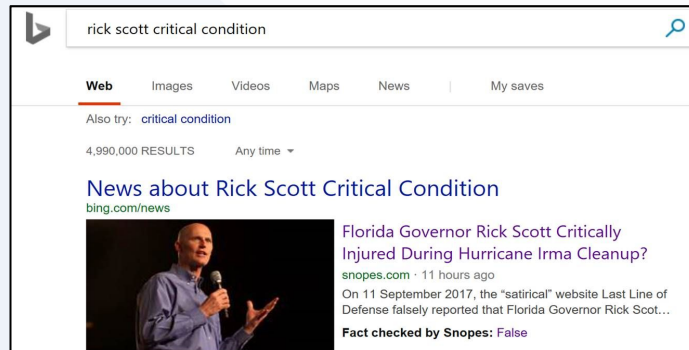 rick scott critical condition
Web Images Videos Maps News | My saves
Also try: critical condition
4,990,000 RESULTS Any time
News about Rick Scott Critical Condition
bing.com/news
Florida Governor Rick Scott Critically
Injured During Hurricane Irma Cleanup?
snopes.com · 11 hours ago
On 11 September 2017, the “satirical” website Last Line of
Defense falsely reported that Florida Governor Rick Scot...
Fact checked by Snopes: False